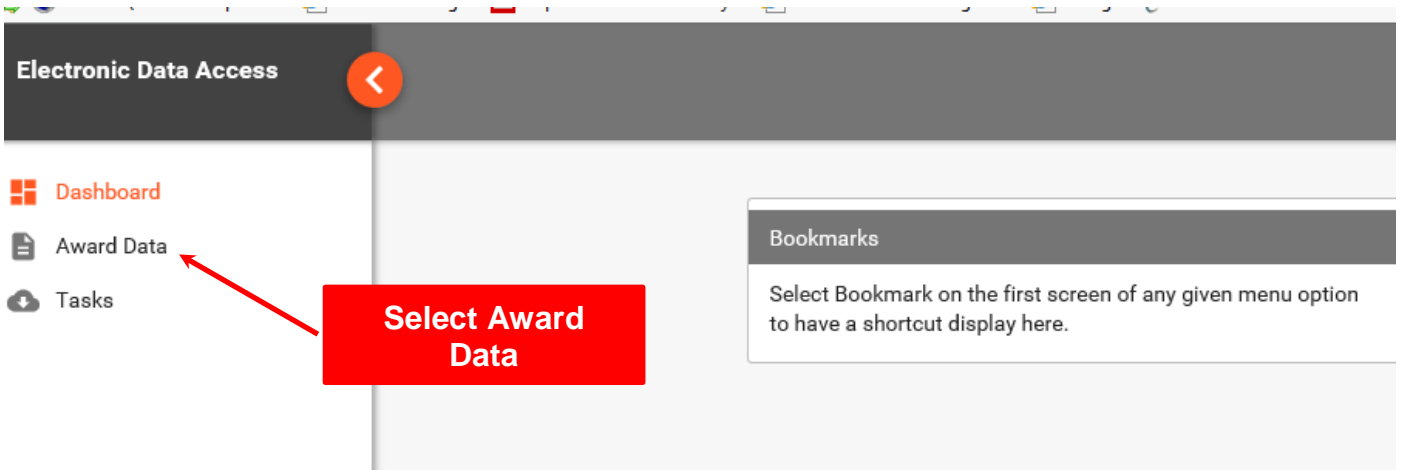 Electronic Data Access
Dashboard
Award Data
Tasks
Select Award
Data
Bookmarks
Select Bookmark on the first screen of any given menu option
to have a shortcut display here.